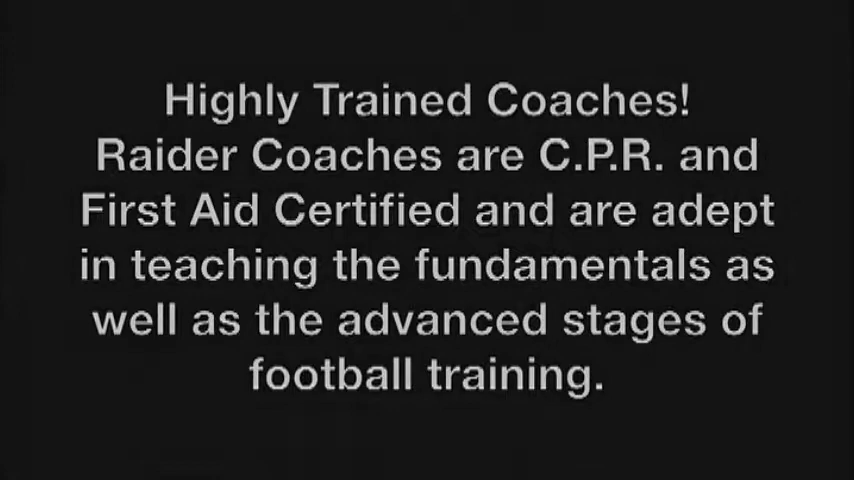 Highly Trained Coaches!
Raider Coaches are C.P.R. and
First Aid Certified and are adept
in teaching the fundamentals as
well as the advanced stages of
football training.